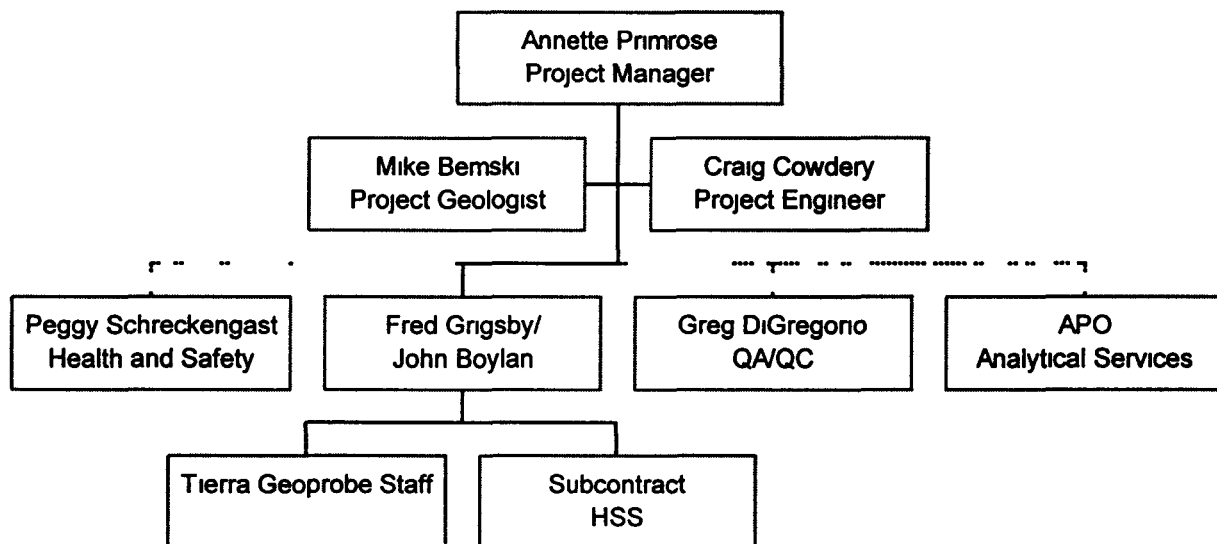 Annette Primrose
Project Manager
Mike Bemski
Project Geologist
Craig Cowdery
Project Engineer
Peggy Schreckengast
Health and Safety
Fred Grigsby/
John Boylan
Greg DiGregorio
QA/QC
APO
Analytical Services
Tierra Geoprobe Staff
Subcontract
HSS